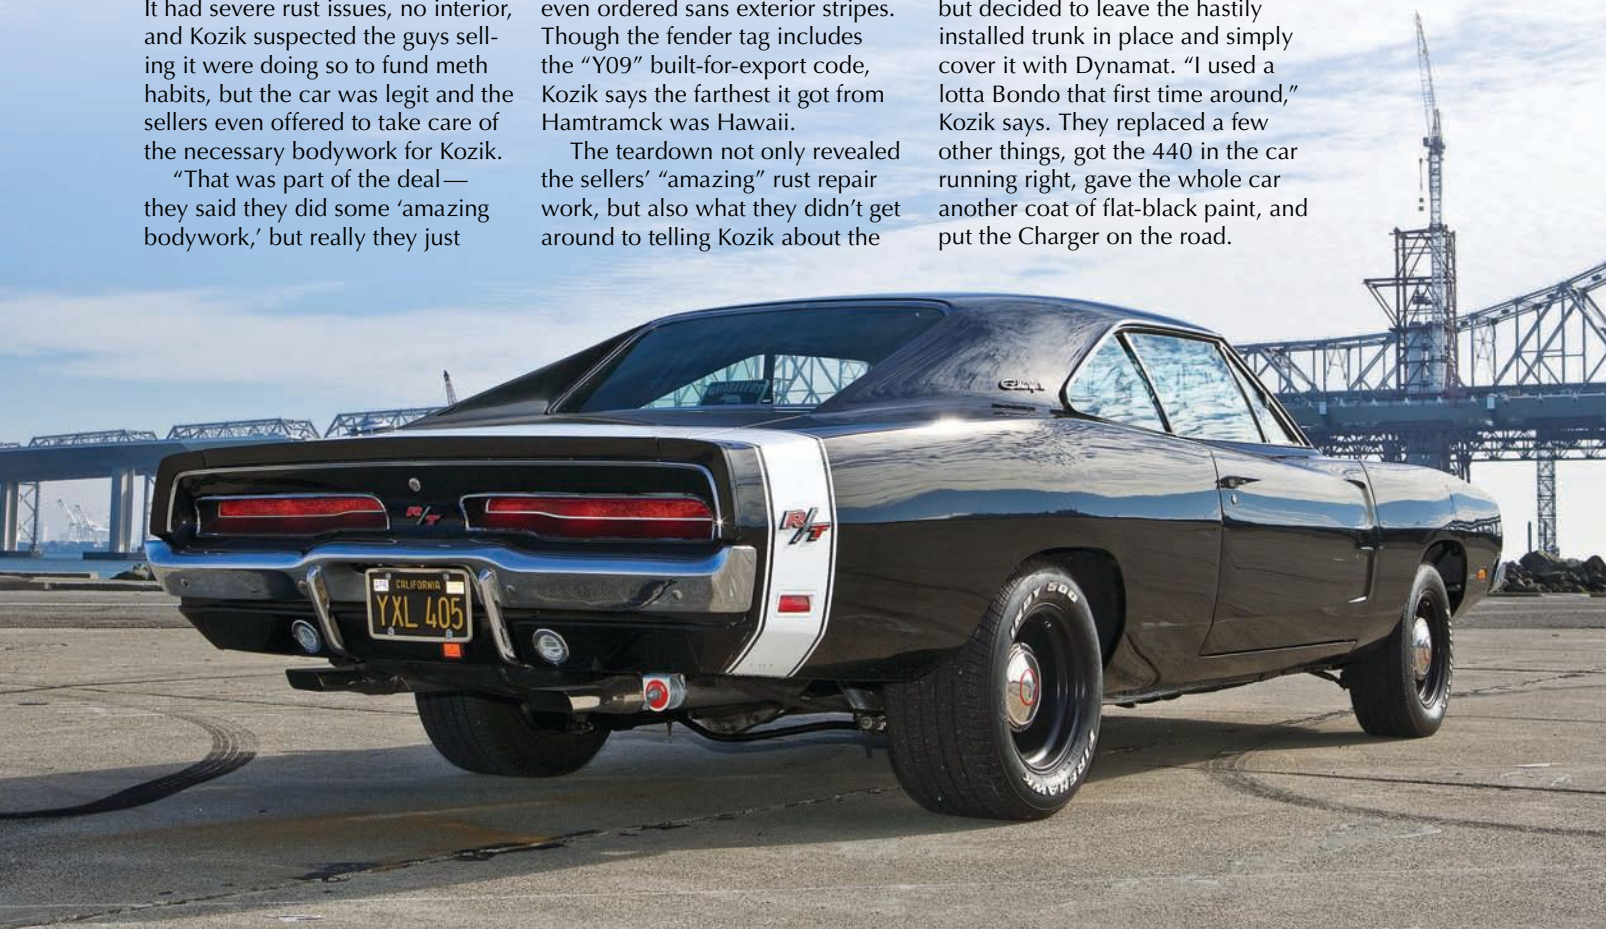 It had severe rust issues, no interior,
and Kozik suspected the guys sell-
ing it were doing so to fund meth
habits, but the car was legit and the
sellers even offered to take care of
the necessary bodywork for Kozik.
“That was part of the deal—
they said they did some ‘amazing
bodywork,’ but really they just
even ordered sans exterior stripes.
Though the fender tag includes
the “Y09” built-for-export code,
Kozik says the farthest it got from
Hamtramck was Hawaii.
The teardown not only revealed
the sellers’ “amazing” rust repair
work, but also what they didn’t get
around to telling Kozik about the
but decided to leave the hastily
installed trunk in place and simply
cover it with Dynamat. “I used a
lotta Bondo that first time around,”
Kozik says. They replaced a few
other things, got the 440 in the car
running right, gave the whole car
another coat of flat-black paint, and
put the Charger on the road.
Charger
R/T
R/T
CALIFORNIA
YXL 405
INDY 500
FIREHAWK